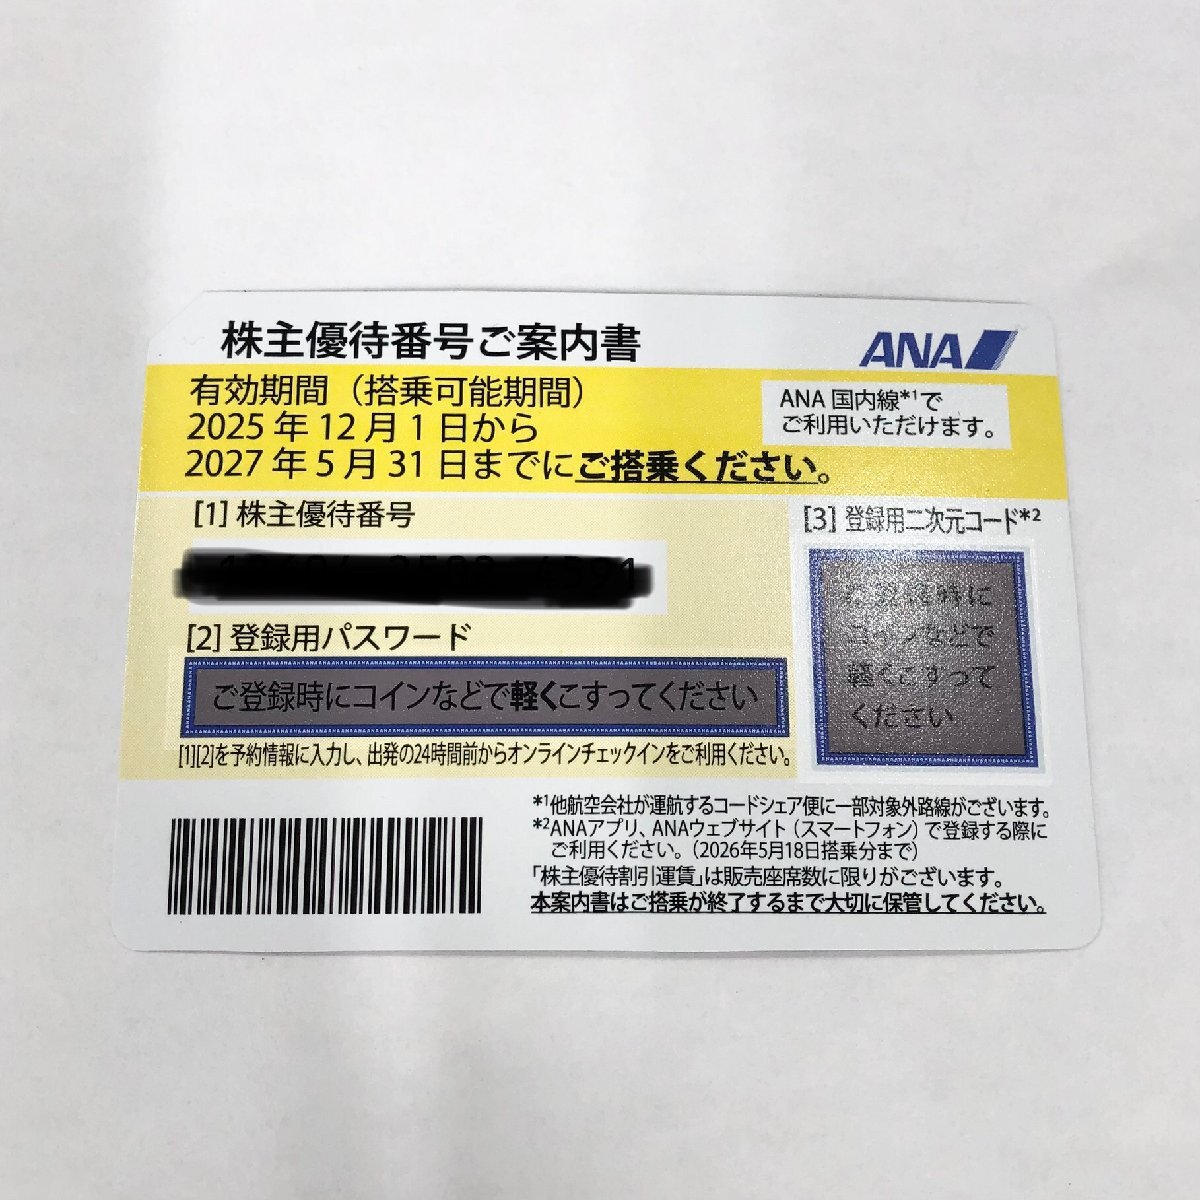 株主優待番号ご案内書
ANA
有効期間（搭乗可能期間）
2025年12月1日から
2027年5月31日までにご搭乗ください。
ANA国内線*1で
ご利用いただけます。
[1] 株主優待番号
[2] 登録用パスワード
ご登録時にコインなどで軽くこすってください
[1][2]を予約情報に入力し、出発の24時間前からオンラインチェックインをご利用ください。
[3] 登録用二次元コード*2
ご登録時に
コインなどで
軽くこすって
ください
*1他航空会社が運航するコードシェア便に一部対象外路線がございます。
*2ANAアプリ、ANAウェブサイト（スマートフォン）で登録する際に
ご利用ください。（2026年5月18日搭乗分まで）
「株主優待割引運賃」は販売座席数に限りがございます。
本案内書はご搭乗が終了するまで大切に保管してください。